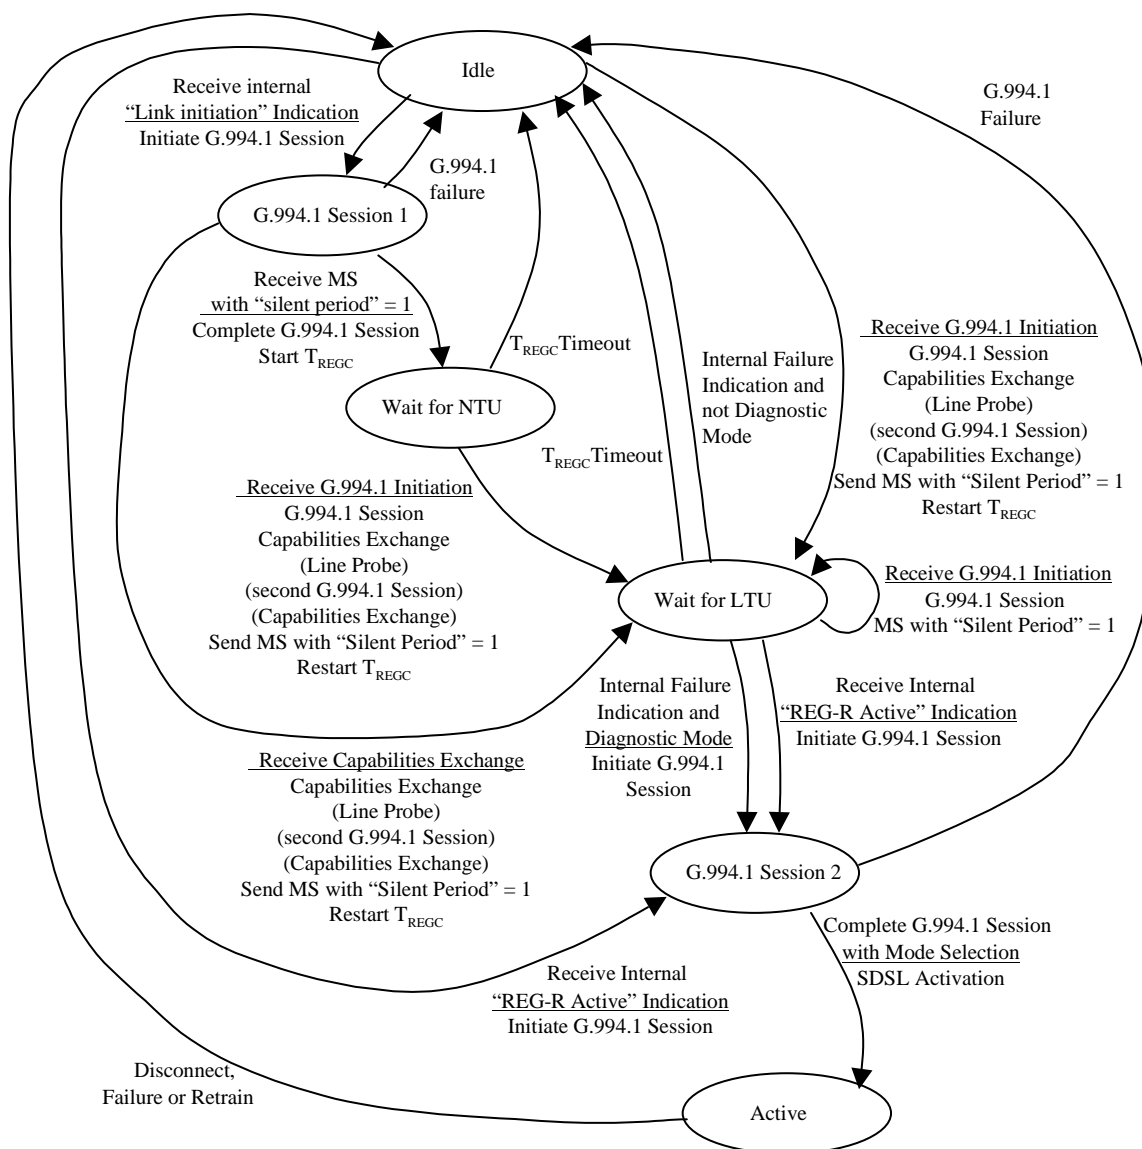 Idle
Receive internal
“Link initiation” Indication
Initiate G.994.1 Session
G.994.1
failure
G.994.1
Failure
G.994.1 Session 1
Receive MS
with “silent period” = 1
Complete G.994.1 Session
Start TREGC
TREGC Timeout
Wait for NTU
TREGC Timeout
Internal Failure
Indication and
not Diagnostic
Mode
Receive G.994.1 Initiation
G.994.1 Session
Capabilities Exchange
(Line Probe)
(second G.994.1 Session)
(Capabilities Exchange)
Send MS with “Silent Period” = 1
Restart TREGC
Receive G.994.1 Initiation
G.994.1 Session
Capabilities Exchange
(Line Probe)
(second G.994.1 Session)
(Capabilities Exchange)
Send MS with “Silent Period” = 1
Restart TREGC
Wait for LTU
Receive G.994.1 Initiation
G.994.1 Session
MS with “Silent Period” = 1
Internal Failure
Indication and
Diagnostic Mode
Initiate G.994.1
Session
Receive Internal
“REG-R Active” Indication
Initiate G.994.1 Session
Receive Capabilities Exchange
Capabilities Exchange
(Line Probe)
(second G.994.1 Session)
(Capabilities Exchange)
Send MS with “Silent Period” = 1
Restart TREGC
G.994.1 Session 2
Receive Internal
“REG-R Active” Indication
Initiate G.994.1 Session
Complete G.994.1 Session
with Mode Selection
SDSL Activation
Disconnect,
Failure or Retrain
Active